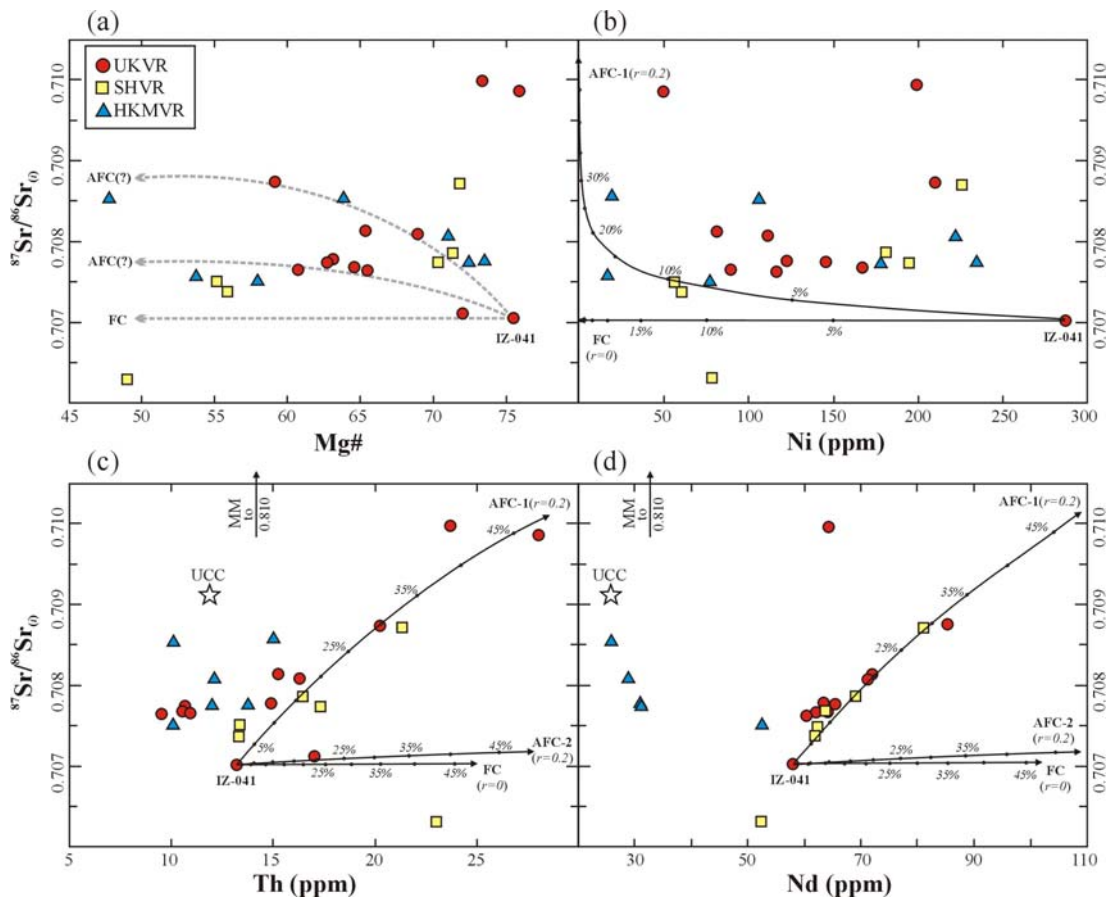 (a)
UKVR
SHVR
HKMVR
AFC(?)
AFC(?)
FC
IZ-041
87Sr/86Sr(i)
0.710
0.709
0.708
0.707
45 50 55 60 65 70 75
Mg#
(b)
AFC-1(r=0.2)
30%
20%
10%
5%
15% 10% 5%
FC
(r=0)
IZ-041
50 100 150 200 250 300
Ni (ppm)
0.710
0.709
0.708
0.707
(c)
MM
to
0.810
UCC
AFC-1(r=0.2)
45%
35%
25%
5%
25% 35% 45%
AFC-2
(r=0.2)
25% 35% 45%
FC
(r=0)
IZ-041
87Sr/86Sr(i)
0.710
0.709
0.708
0.707
5 10 15 20 25
Th (ppm)
(d)
MM
to
0.810
UCC
AFC-1(r=0.2)
45%
35%
25%
AFC-2
(r=0.2)
25% 35%
25% 35% 45%
FC
(r=0)
IZ-041
30 50 70 90 110
Nd (ppm)
0.710
0.709
0.708
0.707